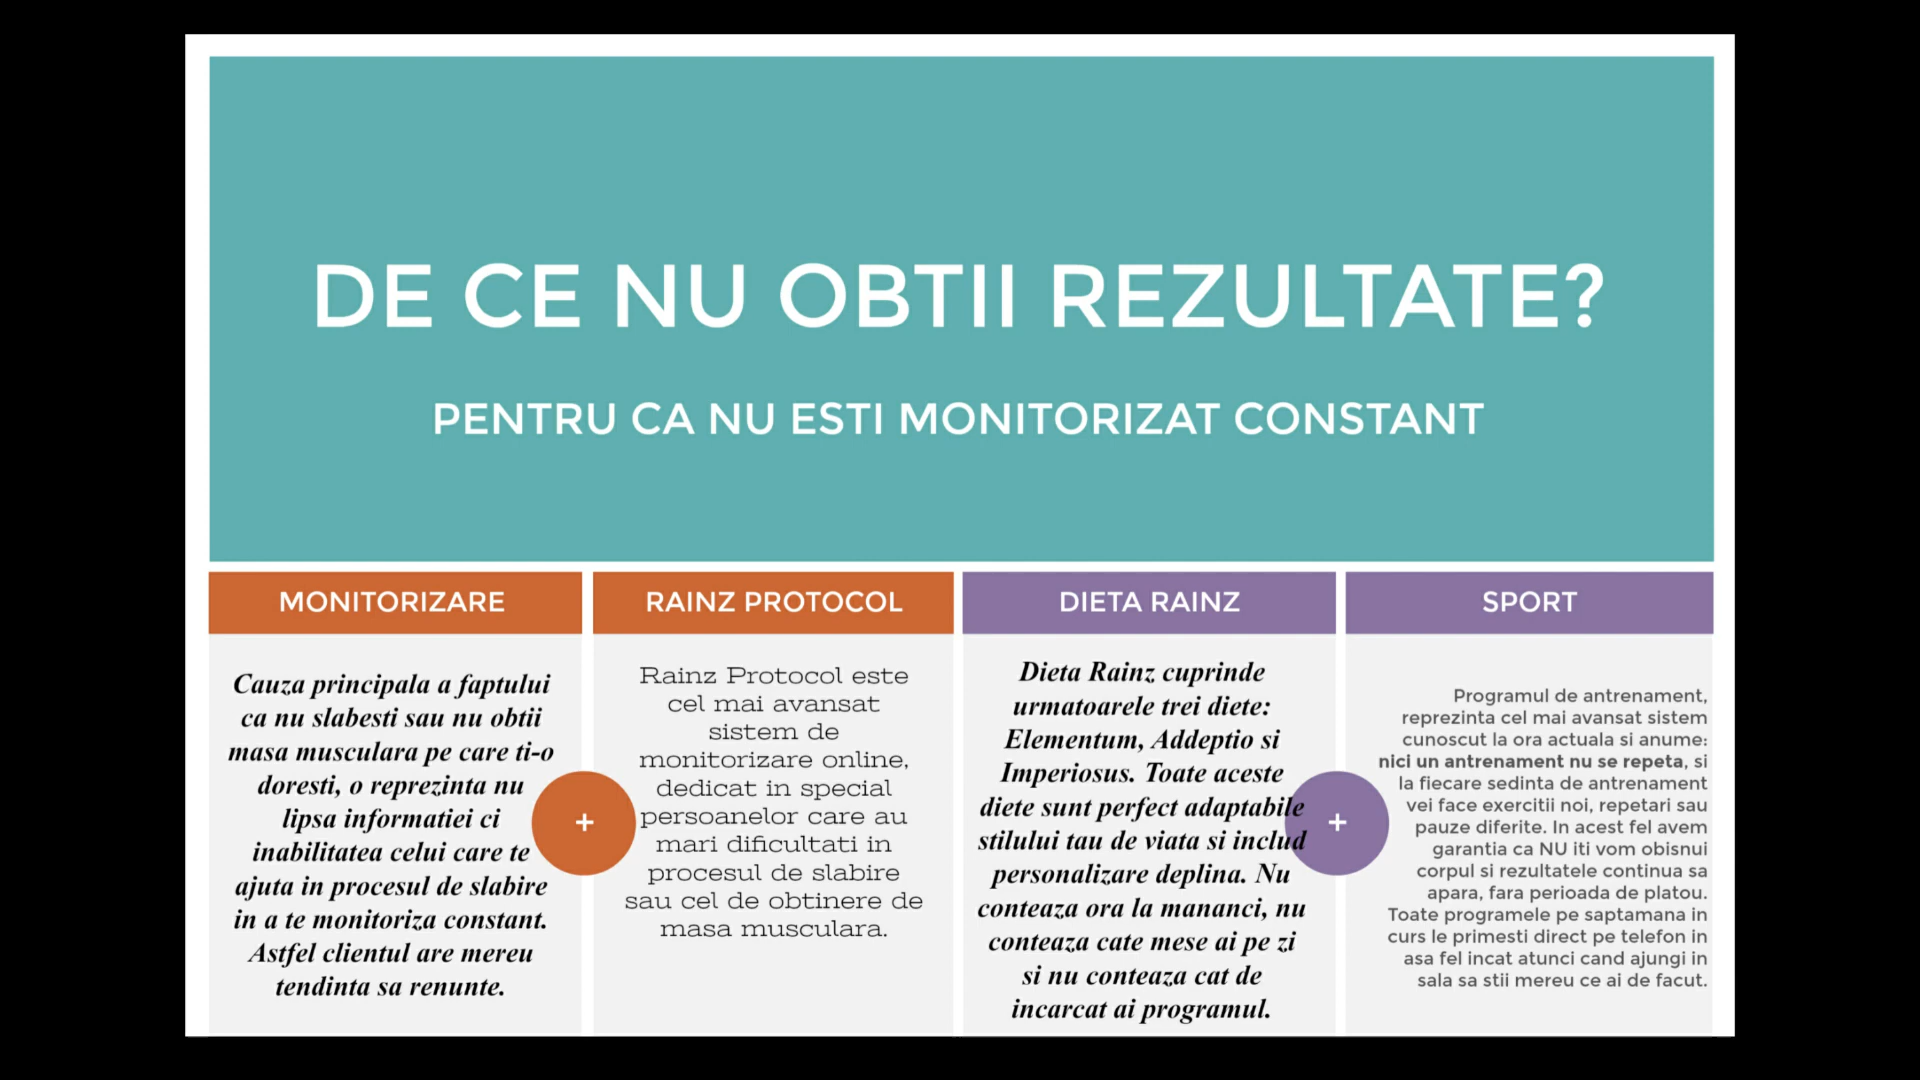 DE CE NU OBTII REZULTATE?
PENTRU CA NU ESTI MONITORIZAT CONSTANT
MONITORIZARE
Cauza principala a faptului
ca nu slabesti sau nu obtii
masa musculara pe care ti-o
doresti, o reprezinta nu
lipsa informatiei ci
inabilitatea celui care te
ajuta in procesul de slabire
in a te monitoriza constant.
Astfel clientul are mereu
tendinta sa renunte.
+
RAINZ PROTOCOL
Rainz Protocol este
cel mai avansat
sistem de
monitorizare online,
dedicat in special
persoanelor care au
mari dificultati in
procesul de slabire
sau cel de obtinere de
masa musculara.
DIETA RAINZ
Dieta Rainz cuprinde
urmatoarele trei diete:
Elementum, Addeptio si
Imperiosus. Toate aceste
diete sunt perfect adaptabile
stilului tau de viata si includ
personalizare deplina. Nu
conteaza ora la mananci, nu
conteaza cate mese ai pe zi
si nu conteaza cat de
incarcat ai programul.
+
SPORT
Programul de antrenament,
reprezinta cel mai avansat sistem
cunoscut la ora actuala si anume:
nici un antrenament nu se repeta, si
la fiecare sedinta de antrenament
vei face exercitii noi, repetari sau
pauze diferite. In acest fel avem
garantia ca NU iti vom obisnui
corpul si rezultatele continua sa
apara, fara perioada de platou.
Toate programele pe saptamana in
curs le primesti direct pe telefon in
asa fel incat atunci cand ajungi in
sala sa stii mereu ce ai de facut.